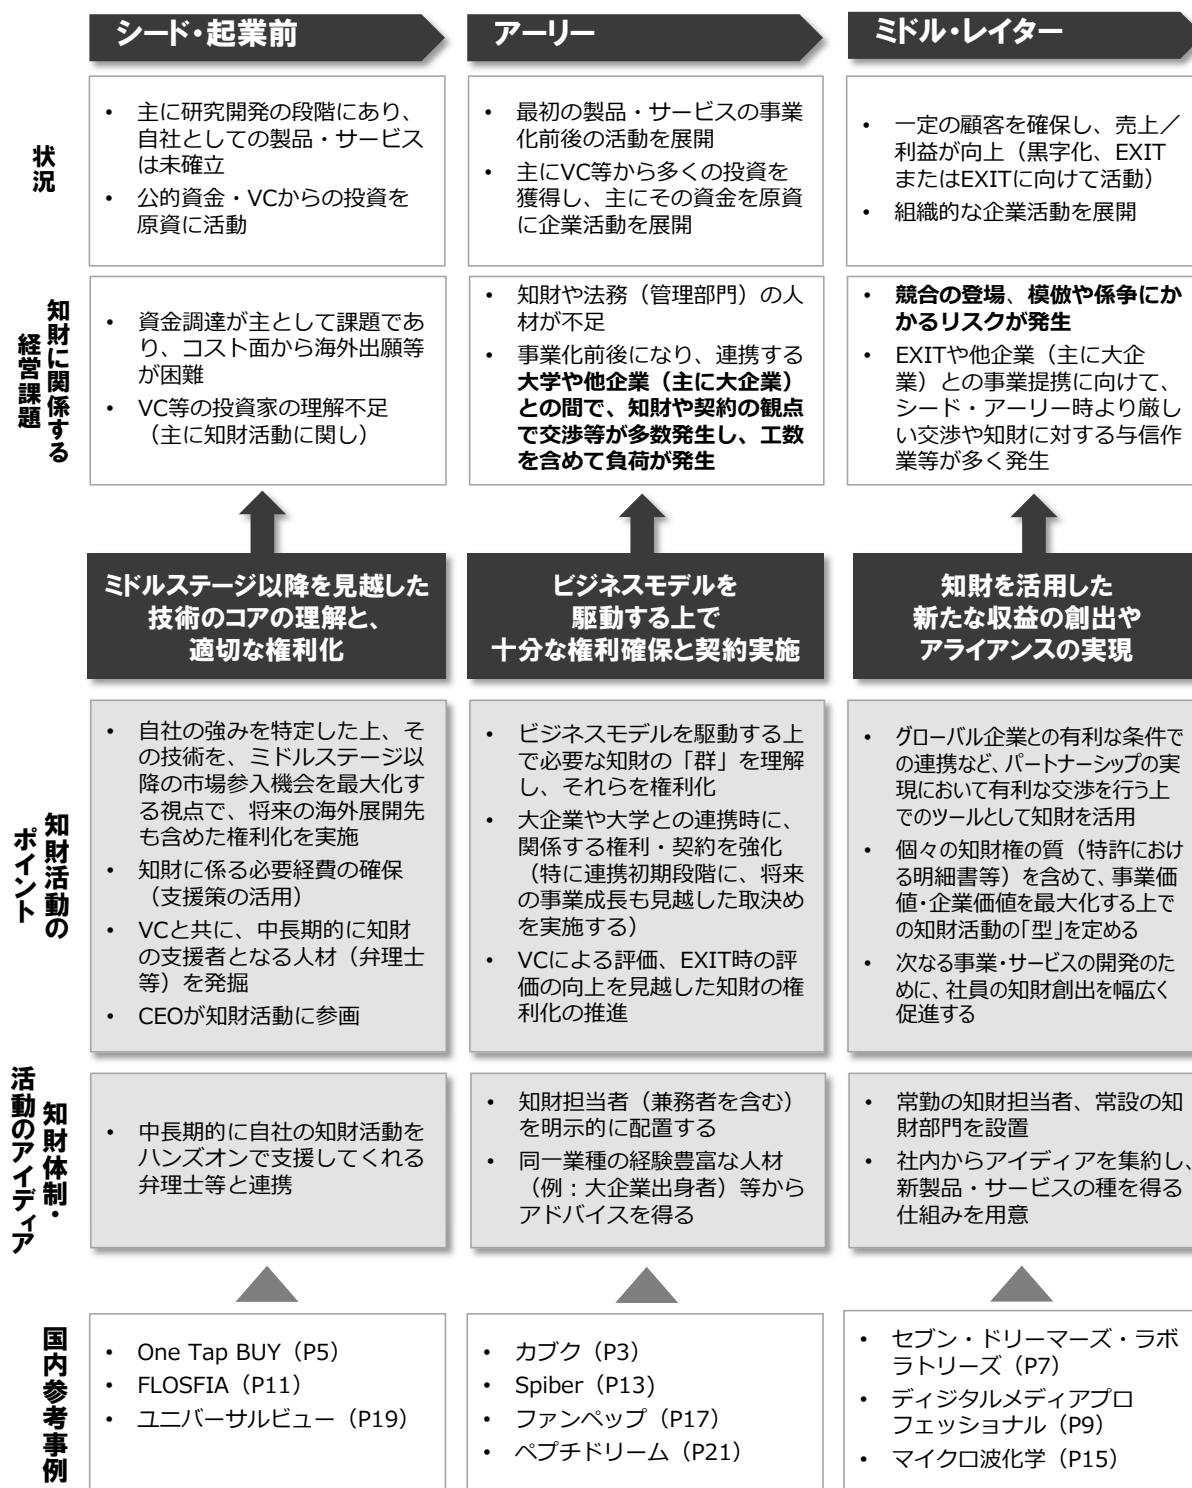 シード・起業前
アーリー
ミドル・レイター
状況
• 主に研究開発の段階にあり、
自社としての製品・サービス
は未確立
• 公的資金・VCからの投資を
原資に活動
• 最初の製品・サービスの事業
化前後の活動を展開
• 主にVC等から多くの投資を
獲得し、主にその資金を原資
に企業活動を展開
• 一定の顧客を確保し、売上／
利益が向上（黒字化、EXIT
またはEXITに向けて活動）
• 組織的な企業活動を展開
知財に関係する
経営課題
• 資金調達が主として課題であ
り、コスト面から海外出願等
が困難
• VC等の投資家の理解不足
（主に知財活動に関し）
• 知財や法務（管理部門）の人
材が不足
• 事業化前後になり、連携する
大学や他企業（主に大企業）
との間で、知財や契約の観点
で交渉等が多数発生し、工数
を含めて負荷が発生
• 競合の登場、模倣や係争にか
かるリスクが発生
• EXITや他企業（主に大企
業）との事業提携に向けて、
シード・アーリー時より厳し
い交渉や知財に対する与信作
業等が多く発生
ミドルステージ以降を見越した
技術のコアの理解と、
適切な権利化
ビジネスモデルを
駆動する上で
十分な権利確保と契約実施
知財を活用した
新たな収益の創出や
アライアンスの実現
知財活動の
ポイント
• 自社の強みを特定した上、そ
の技術を、ミドルステージ以
降の市場参入機会を最大化す
る視点で、将来の海外展開先
も含めた権利化を実施
• 知財に係る必要経費の確保
（支援策の活用）
• VCと共に、中長期的に知財
の支援者となる人材（弁理士
等）を発掘
• CEOが知財活動に参画
• ビジネスモデルを駆動する上
で必要な知財の「群」を理解
し、それらを権利化
• 大企業や大学との連携時に、
関係する権利・契約を強化
（特に連携初期段階に、将来
の事業成長も見越した取決め
を実施する）
• VCによる評価、EXIT時の評
価の向上を見越した知財の権
利化の推進
• グローバル企業との有利な条件で
の連携など、パートナーシップの実
現において有利な交渉を行う上
でのツールとして知財を活用
• 個々の知財権の質（特許におけ
る明細書等）を含めて、事業価
値・企業価値を最大化する上で
の知財活動の「型」を定める
• 次なる事業・サービスの開発のた
めに、社員の知財創出を幅広く
促進する
知財体制・
活動のアイディア
• 中長期的に自社の知財活動を
ハンズオンで支援してくれる
弁理士等と連携
• 知財担当者（兼務者を含む）
を明示的に配置する
• 同一業種の経験豊富な人材
（例：大企業出身者）等から
アドバイスを得る
• 常勤の知財担当者、常設の知
財部門を設置
• 社内からアイディアを集約し、
新製品・サービスの種を得る
仕組みを用意
国内参考事例
• One Tap BUY（P5）
• FLOSFIA（P11）
• ユニバーサルビュー（P19）
• カブク（P3）
• Spiber（P13）
• ファンペップ（P17）
• ペプチドリーム（P21）
• セブン・ドリーマーズ・ラボ
ラトリーズ（P7）
• ディジタルメディアプロ
フェッショナル（P9）
• マイクロ波化学（P15）